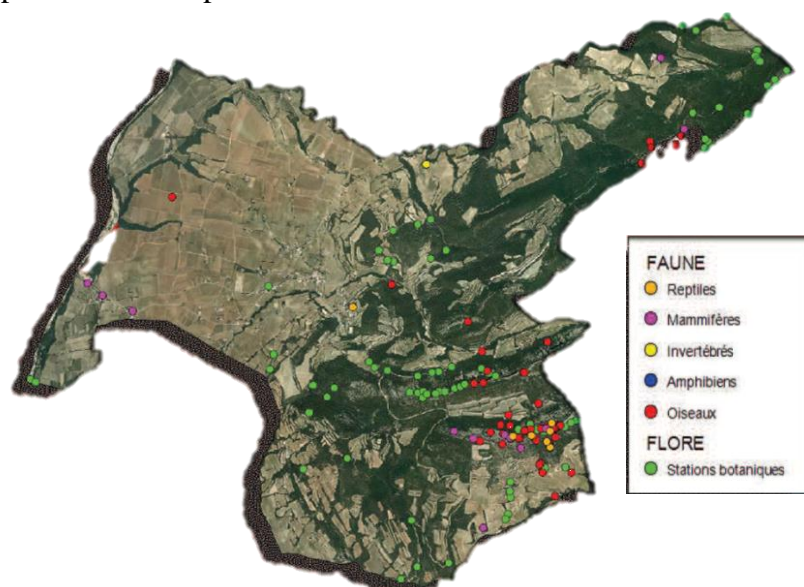 FAUNE
Reptiles
Mammifères
Invertébrés
Amphibiens
Oiseaux
FLORE
Stations botaniques